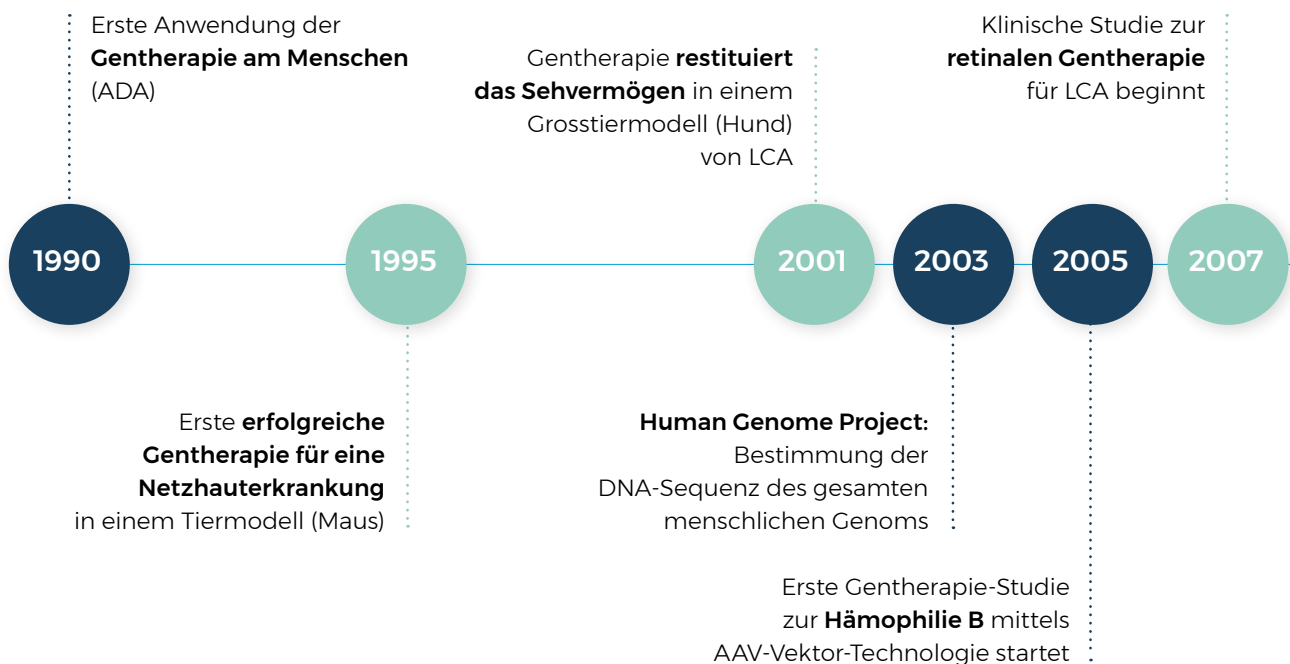 Erste Anwendung der
Gentherapie am Menschen
(ADA)
Gentherapie restituiert
das Sehvermögen in einem
Grosstiermodell (Hund)
von LCA
Klinische Studie zur
retinalen Gentherapie
für LCA beginnt
1990
1995
2001
2003
2005
2007
Erste erfolgreiche
Gentherapie für eine
Netzhauterkrankung
in einem Tiermodell (Maus)
Human Genome Project:
Bestimmung der
DNA-Sequenz des gesamten
menschlichen Genoms
Erste Gentherapie-Studie
zur Hämophilie B mittels
AAV-Vektor-Technologie startet